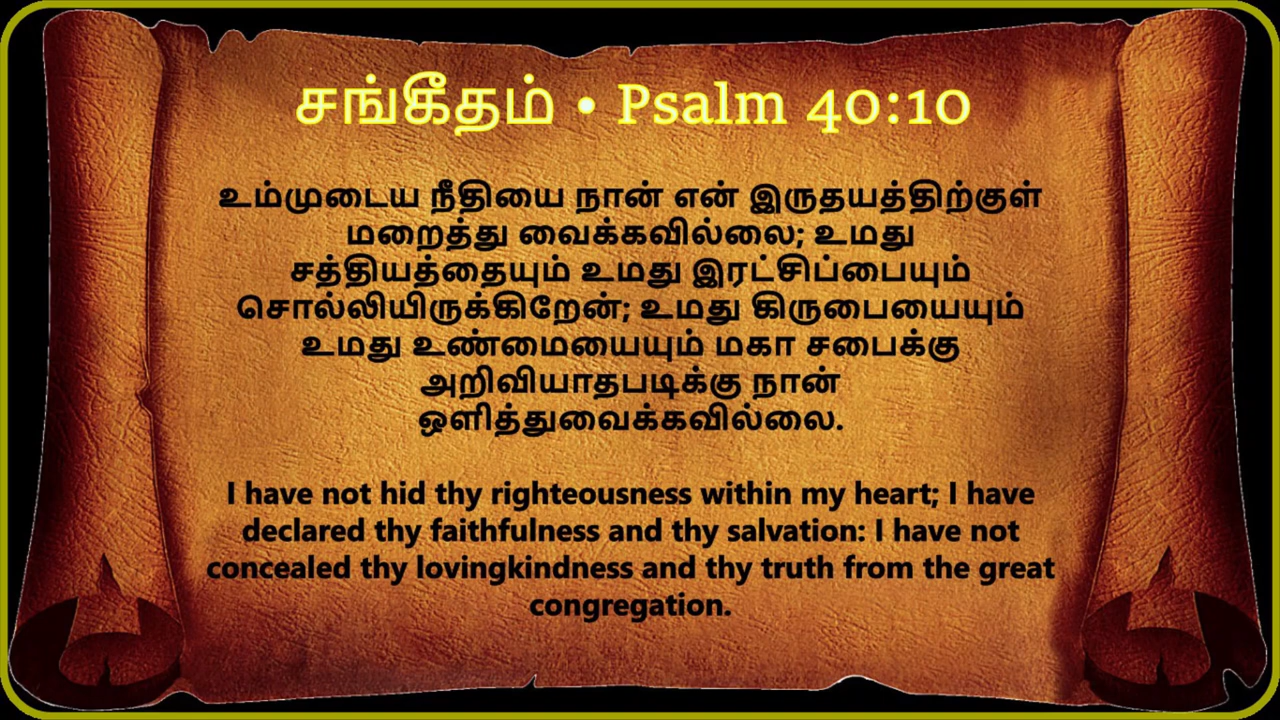 சங்கீதம் • Psalm 40:10
உம்முடைய நீதியை நான் என் இருதயத்திற்குள்
மறைத்து வைக்கவில்லை; உமது
சத்தியத்தையும் உமது இரட்சிப்பையும்
சொல்லியிருக்கிறேன்; உமது கிருபையையும்
உமது உண்மையையும் மகா சபைக்கு
அறிவியாதபடிக்கு நான்
ஒளித்துவைக்கவில்லை.
I have not hid thy righteousness within my heart; I have
declared thy faithfulness and thy salvation: I have not
concealed thy lovingkindness and thy truth from the great
congregation.